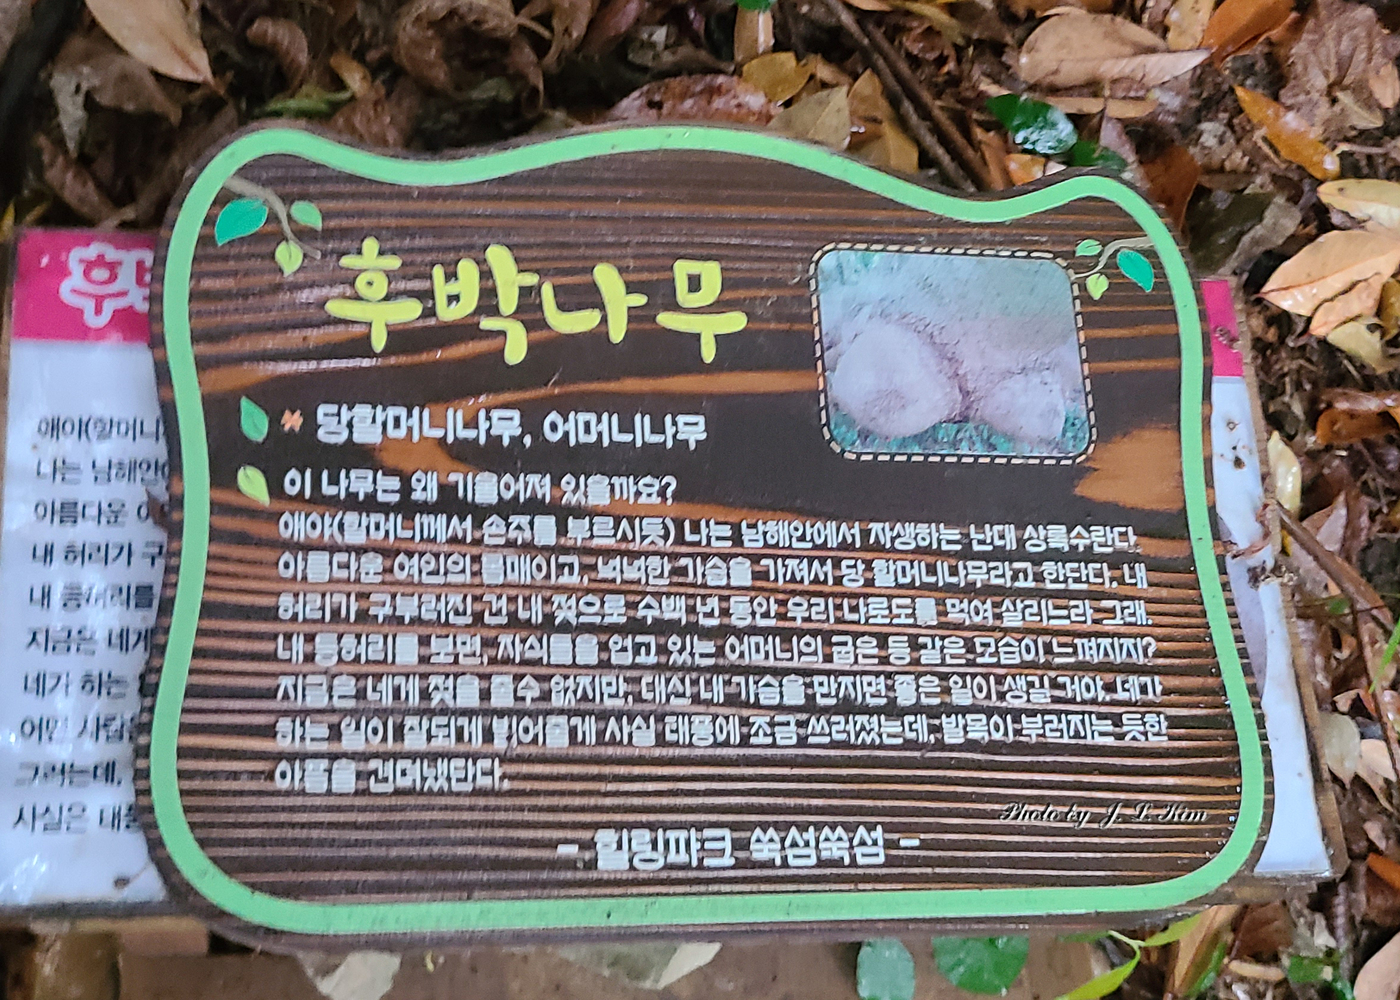 후박나무
* 당할머니나무, 어머니나무
이 나무는 왜 기울어져 있을까요?
애야(할머니께서 손주를 부르시듯) 나는 남해안에서 자생하는 난대 상록수란다.
아름다운 여인의 몸매이고, 넉넉한 가슴을 가져서 당 할머니나무라고 한단다. 내
허리가 구부러진 건 내 젖으로 수백 년 동안 우리 나로도를 먹여 살리느라 그래.
내 등허리를 보면, 자식들을 업고 있는 어머니의 굽은 등 같은 모습이 느껴지지?
지금은 네게 젖을 줄수 없지만, 대신 내 가슴을 만지면 좋은 일이 생길 거야. 네가
하는 일이 잘되게 빌어줄게 사실 태풍에 조금 쓰러졌는데, 발목이 부러지는 듯한
아픔을 견뎌냈단다.
Photo by J. L. Kim
- 힐링파크 쑥섬쑥섬 -
애야(할머니
나는 남해안
아름다운
내 허리가 구
내 등허리를
지금은 네게
네가 하는
어떤 사람은
그러는데,
사실은 태풍